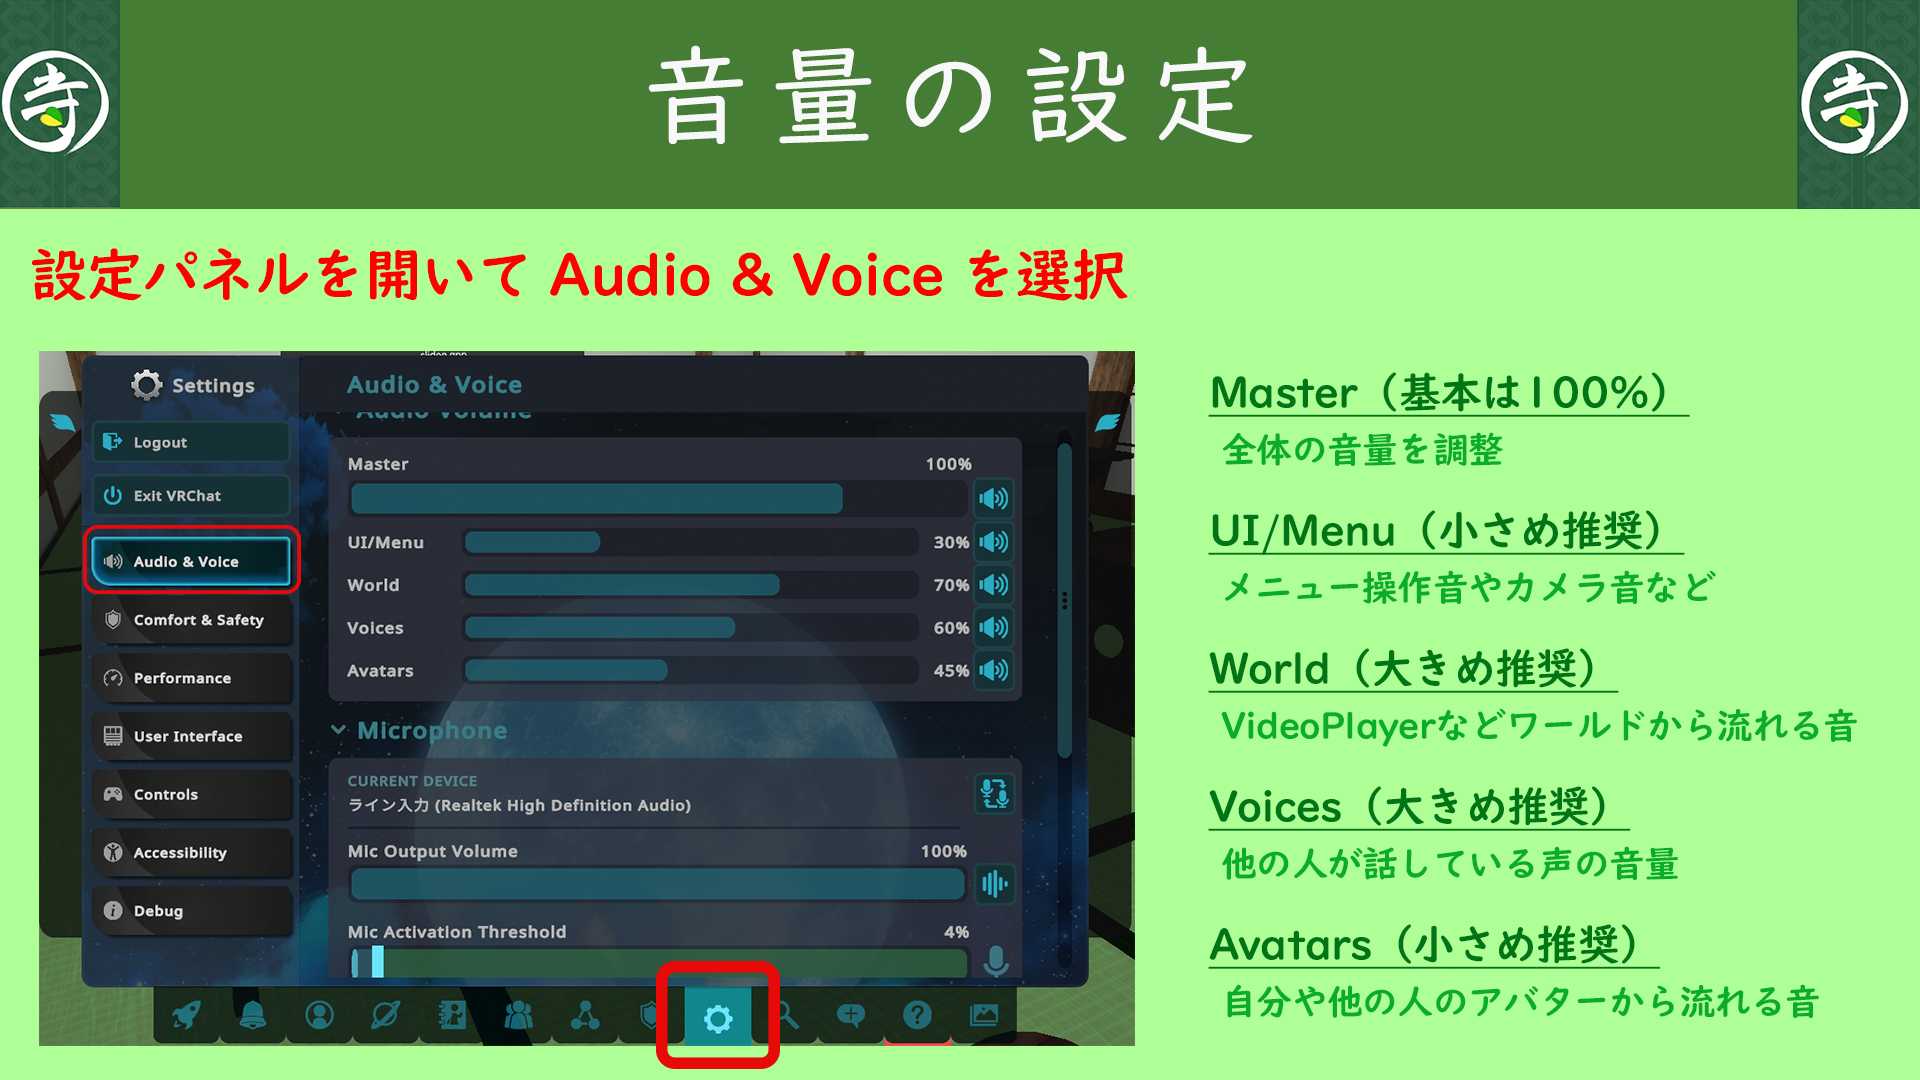 音量の設定
寺
寺
設定パネルを開いて Audio & Voice を選択
Settings
Logout
Exit VRChat
Audio & Voice
Comfort & Safety
Performance
User Interface
Controls
Accessibility
Debug
Audio & Voice
Audio Volume
Master 100%
UI/Menu 30%
World 70%
Voices 60%
Avatars 45%
Microphone
CURRENT DEVICE
ライン入力 (Realtek High Definition Audio)
Mic Output Volume 100%
Mic Activation Threshold 4%
Master（基本は100%）
全体の音量を調整
UI/Menu（小さめ推奨）
メニュー操作音やカメラ音など
World（大きめ推奨）
VideoPlayerなどワールドから流れる音
Voices（大きめ推奨）
他の人が話している声の音量
Avatars（小さめ推奨）
自分や他の人のアバターから流れる音